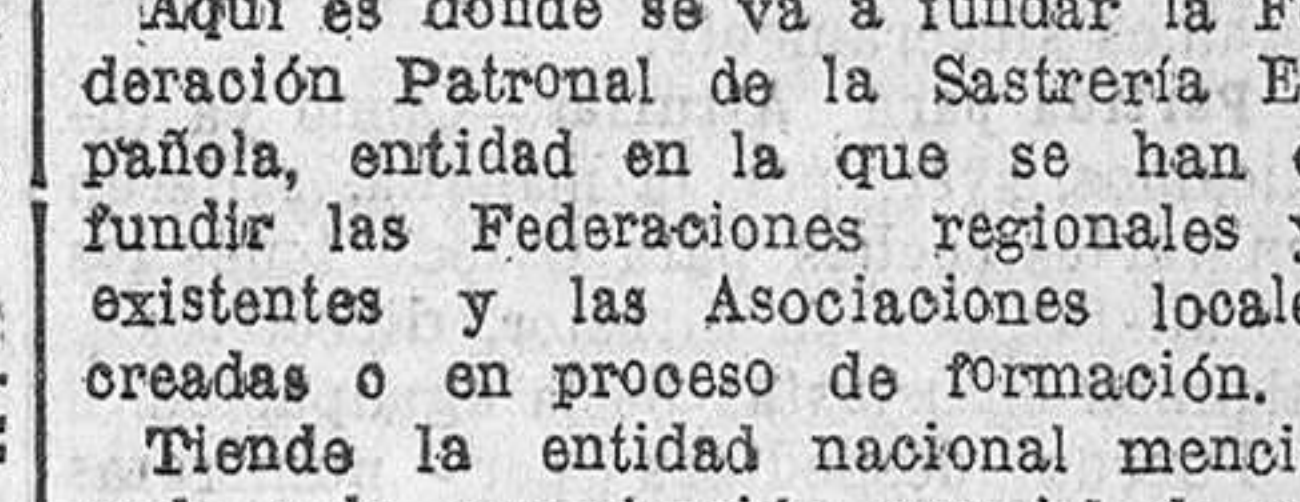 Aquí es donde se va a fundar la F
deración Patronal de la Sastrería E
pañola, entidad en la que se han
fundir las Federaciones regionales y
existentes y las Asociaciones locale
creadas o en proceso de formación.
Tiende la entidad nacional menci